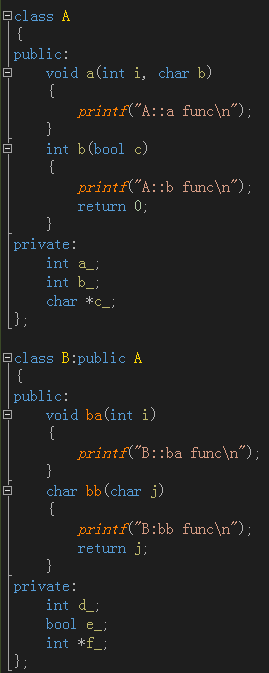 class A
{
public:
    void a(int i, char b)
    {
        printf("A::a func\n");
    }
    int b(bool c)
    {
        printf("A::b func\n");
        return 0;
    }
private:
    int a_;
    int b_;
    char *c_;
};

class B:public A
{
public:
    void ba(int i)
    {
        printf("B::ba func\n");
    }
    char bb(char j)
    {
        printf("B:bb func\n");
        return j;
    }
private:
    int d_;
    bool e_;
    int *f_;
};